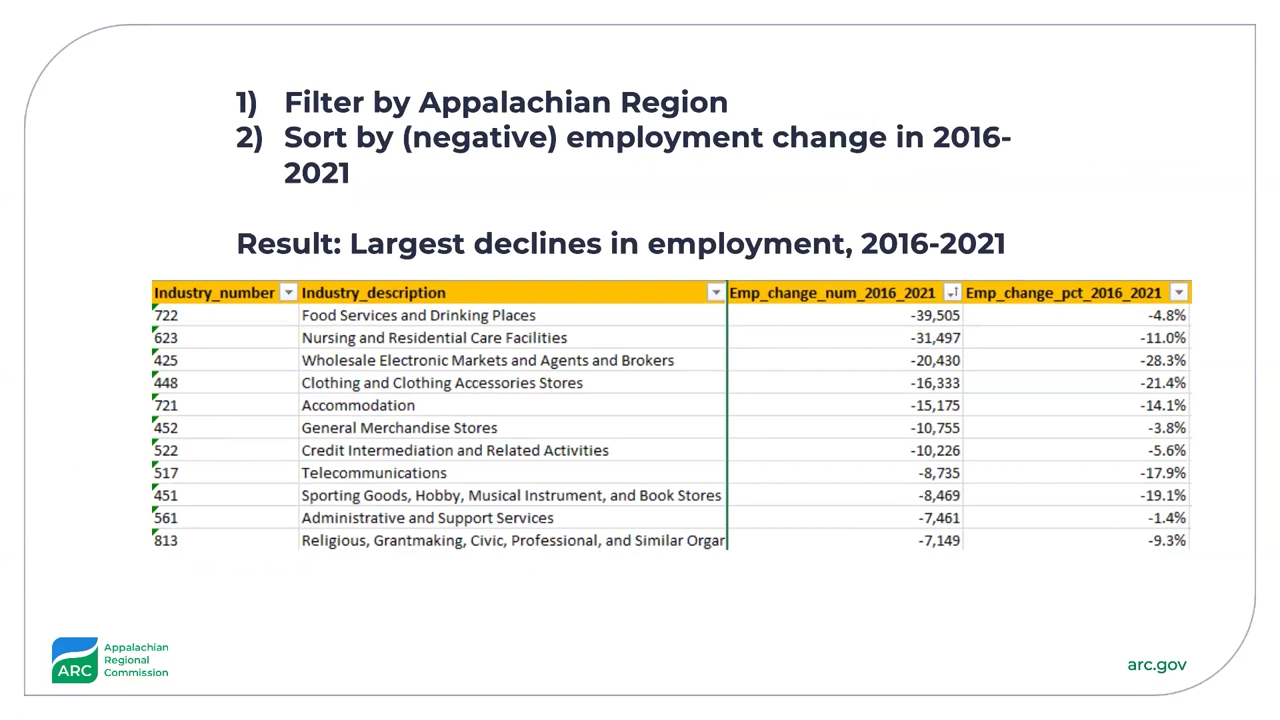 1) Filter by Appalachian Region
2) Sort by (negative) employment change in 2016-
2021
Result: Largest declines in employment, 2016-2021
Industry_number Industry_description Emp_change_num_2016_2021 Emp_change_pct_2016_2021
722 Food Services and Drinking Places -39,505 -4.8%
623 Nursing and Residential Care Facilities -31,497 -11.0%
425 Wholesale Electronic Markets and Agents and Brokers -20,430 -28.3%
448 Clothing and Clothing Accessories Stores -16,333 -21.4%
721 Accommodation -15,175 -14.1%
452 General Merchandise Stores -10,755 -3.8%
522 Credit Intermediation and Related Activities -10,226 -5.6%
517 Telecommunications -8,735 -17.9%
451 Sporting Goods, Hobby, Musical Instrument, and Book Stores -8,469 -19.1%
561 Administrative and Support Services -7,461 -1.4%
813 Religious, Grantmaking, Civic, Professional, and Similar Orgar -7,149 -9.3%
ARC
Appalachian
Regional
Commission
arc.gov